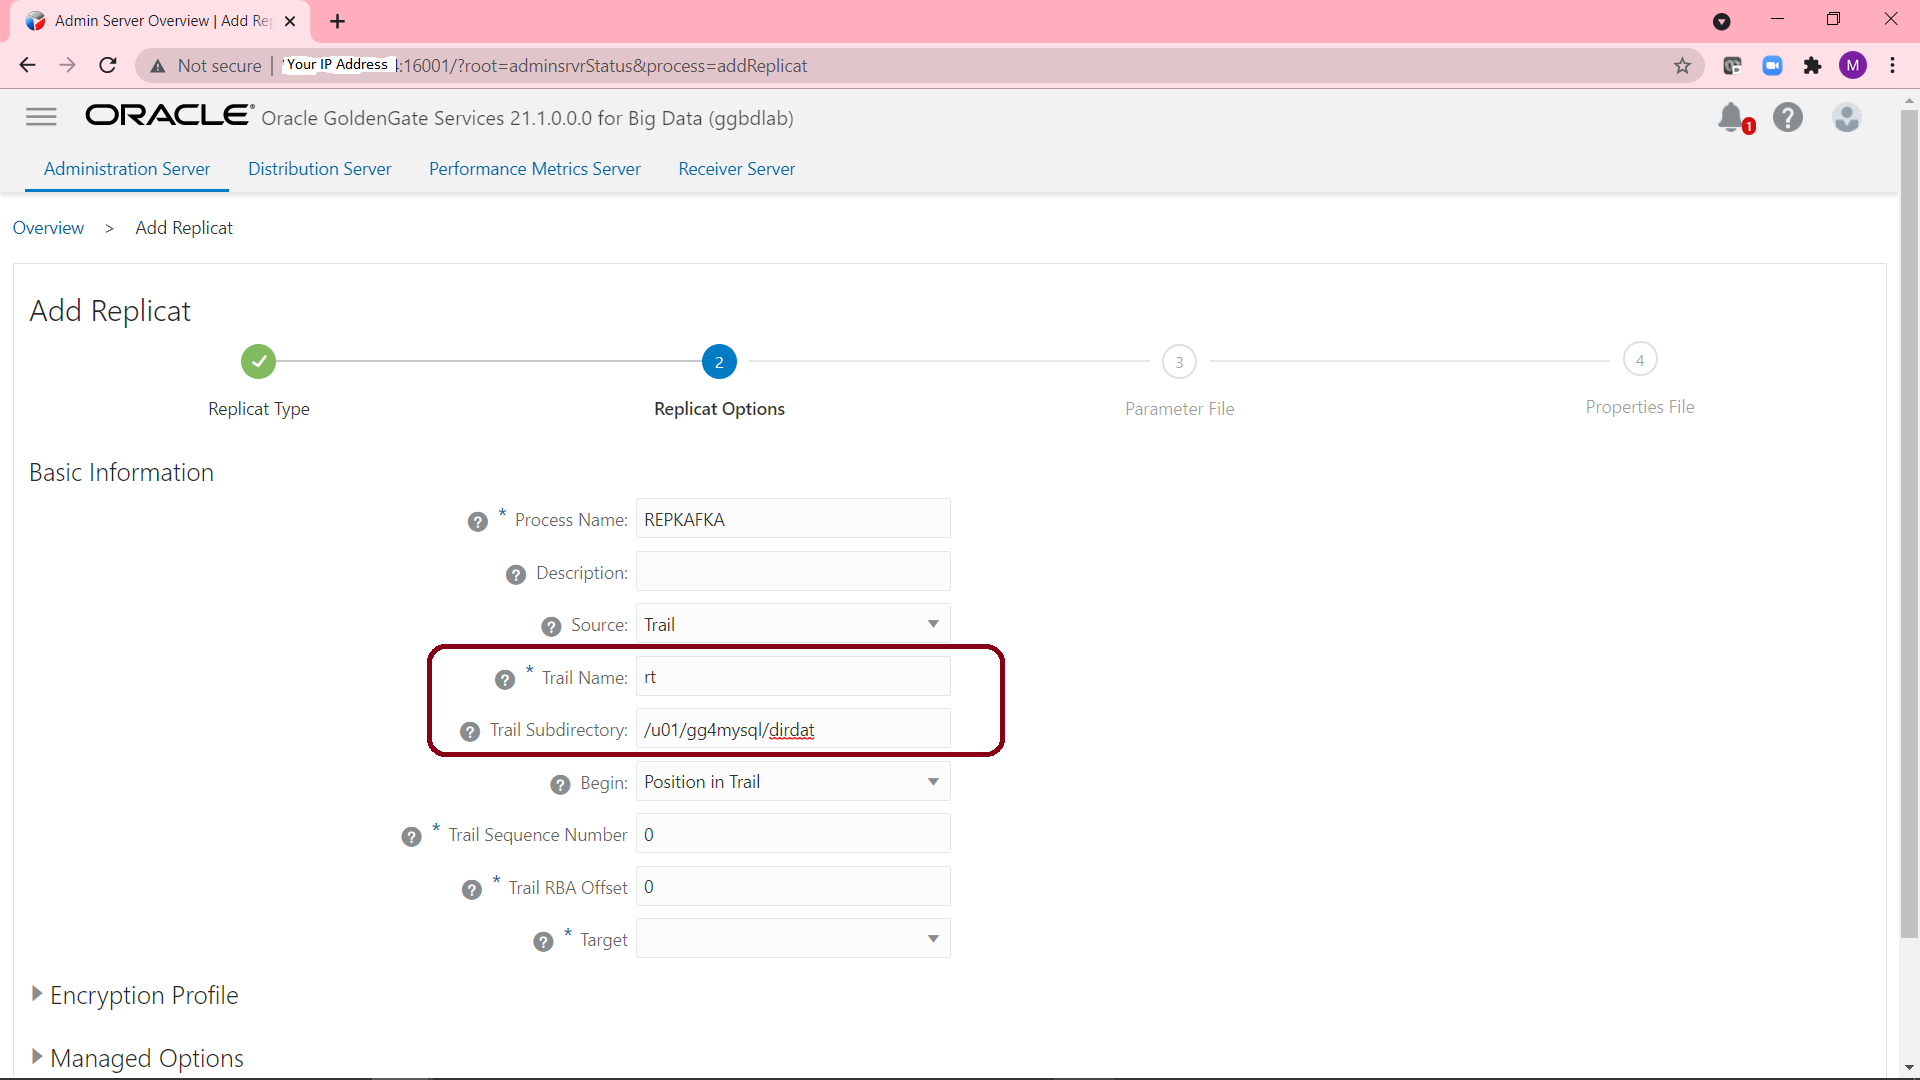 Admin Server Overview | Add Rep
Not secure | Your IP Address 4:16001/?root=adminsrvrStatus&process=addReplicat
M
ORACLE® Oracle GoldenGate Services 21.1.0.0.0 for Big Data (ggbdlab)
1
Administration Server Distribution Server Performance Metrics Server Receiver Server
Overview > Add Replicat
Add Replicat
2 3 4
Replicat Type Replicat Options Parameter File Properties File
Basic Information
? * Process Name: REPKAFKA
? Description:
? Source: Trail
? * Trail Name: rt
? Trail Subdirectory: /u01/gg4mysql/dirdat
? Begin: Position in Trail
? * Trail Sequence Number 0
? * Trail RBA Offset 0
? * Target
Encryption Profile
Managed Options